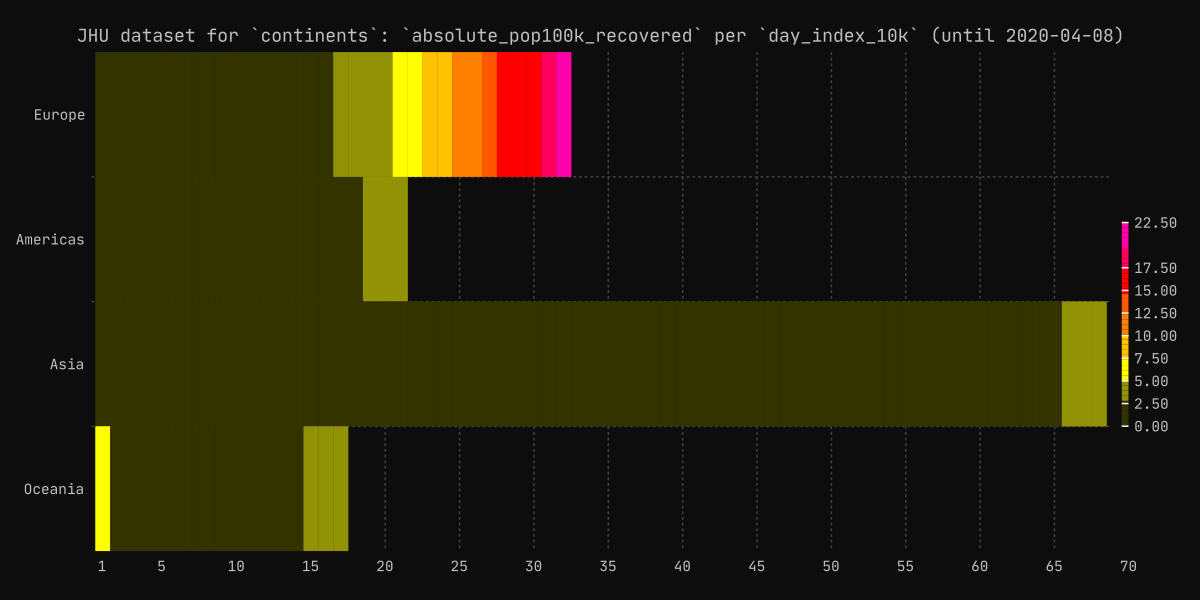 JHU dataset for `continents`: `absolute_pop100k_recovered` per `day_index_10k` (until 2020-04-08)
Europe
Americas
Asia
Oceania
22.50
17.50
15.00
12.50
10.00
7.50
5.00
2.50
0.00
1 5 10 15 20 25 30 35 40 45 50 55 60 65 70